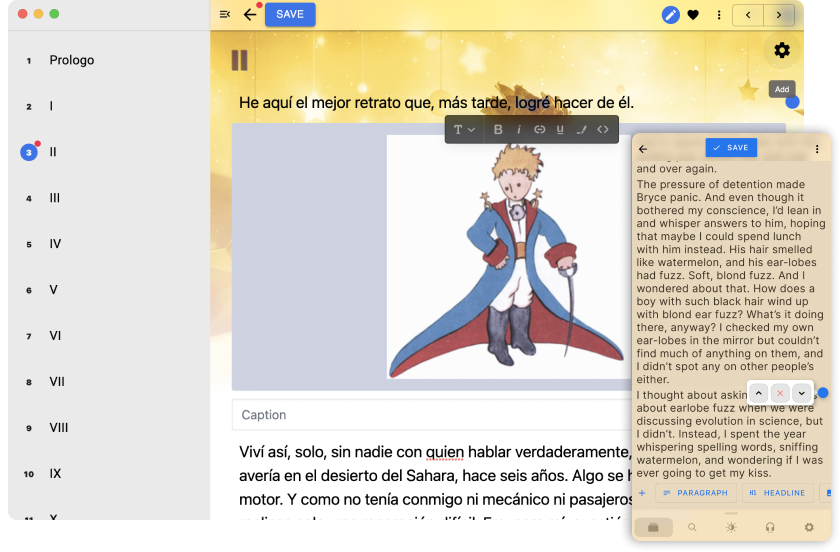 SAVE
1 Prologo
2 I
3 II
4 III
5 IV
6 V
7 VI
8 VII
9 VIII
10 IX
11 X
He aquí el mejor retrato que, más tarde, logré hacer de él.
Add
T B i U <>
Caption
Viví así, solo, sin nadie con quien hablar verdaderamente,
avería en el desierto del Sahara, hace seis años. Algo se
motor. Y como no tenía conmigo ni mecánico ni pasajeros
SAVE
and over again.
The pressure of detention made
Bryce panic. And even though it
bothered my conscience, I'd lean in
and whisper answers to him, hoping
that maybe I could spend lunch
with him instead. His hair smelled
like watermelon, and his ear-lobes
had fuzz. Soft, blond fuzz. And I
wondered about that. How does a
boy with such black hair wind up
with blond ear fuzz? What's it doing
there, anyway? I checked my own
ear-lobes in the mirror but couldn't
find much of anything on them, and
I didn't spot any on other people's
either.
I thought about
about earlobe fuzz when we were
discussing evolution in science, but
I didn't. Instead, I spent the year
whispering spelling words, sniffing
watermelon, and wondering if I was
ever going to get my kiss.
+ PARAGRAPH H1 HEADLINE